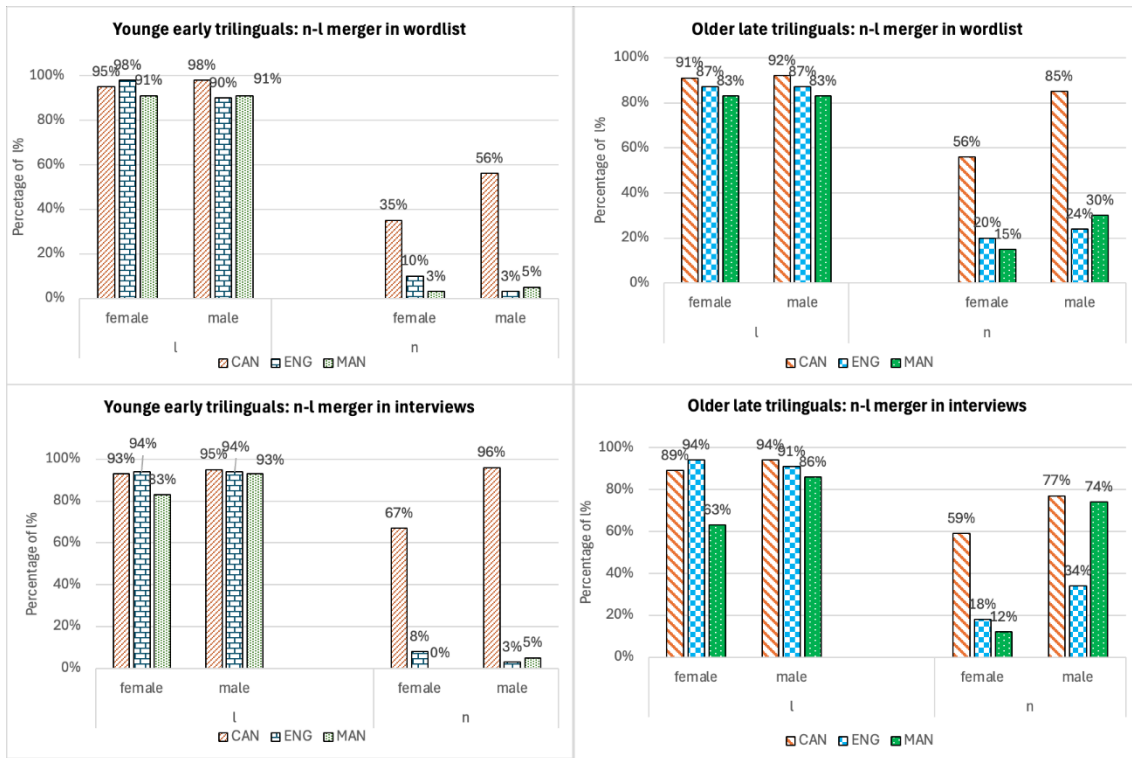 Younge early trilinguals: n-l merger in wordlist
Percetage of l%
100%
80%
60%
40%
20%
0%
95%
98%
91%
98%
90%
91%
35%
10%
3%
56%
3%
5%
female
male
female
male
l
n
CAN ENG MAN
Older late trilinguals: n-l merger in wordlist
Percentage of l%
100%
80%
60%
40%
20%
0%
91%
87%
83%
92%
87%
83%
56%
20%
15%
85%
24%
30%
female
male
female
male
l
n
CAN ENG MAN
Younge early trilinguals: n-l merger in interviews
Percentage of l%
100%
80%
60%
40%
20%
0%
93%
94%
83%
95%
94%
93%
67%
8%
0%
96%
3%
5%
female
male
female
male
l
n
CAN ENG MAN
Older late trilinguals: n-l merger in interviews
Percentage of l%
100%
80%
60%
40%
20%
0%
89%
94%
63%
94%
91%
86%
59%
18%
12%
77%
34%
74%
female
male
female
male
l
n
CAN ENG MAN